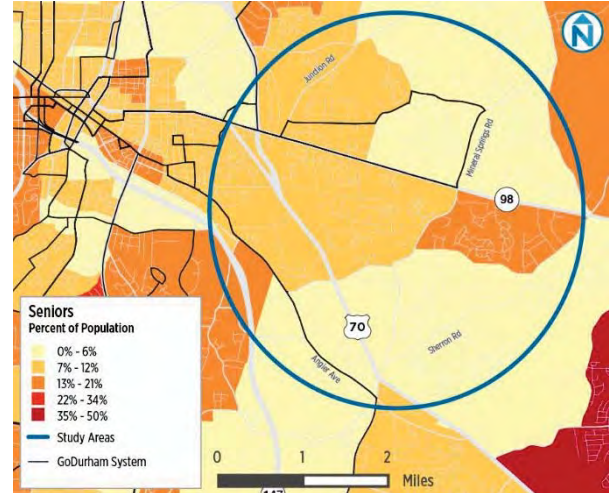 N
Junction Rd
Mineral Springs Rd
98
70
Sherron Rd
Angier Ave
Seniors
Percent of Population
0% - 6%
7% - 12%
13% - 21%
22% - 34%
35% - 50%
Study Areas
GoDurham System
0 1 2
Miles
147